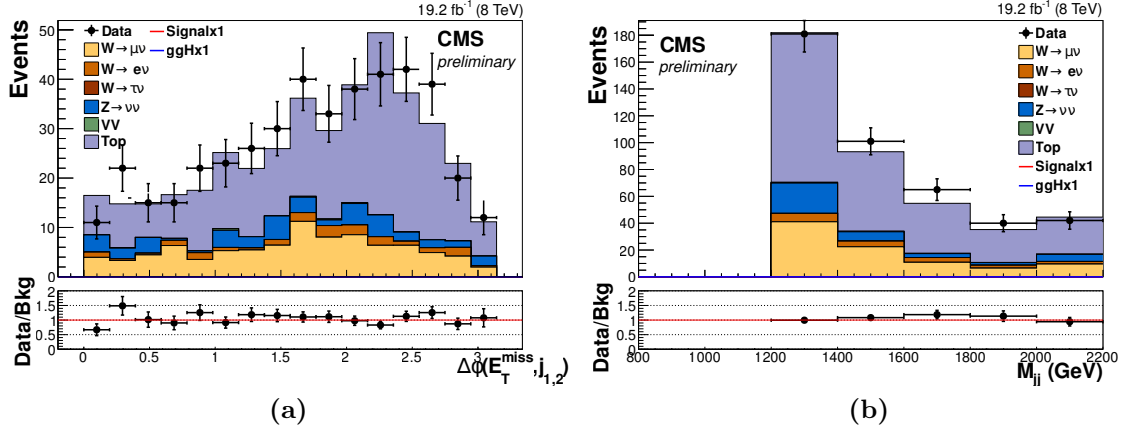 19.2 fb⁻¹ (8 TeV)
Events
50
40
30
20
10
0
Data
W→μν
W→ eν
W→ τν
Z→νν
VV
Top
Signalx1
ggHx1
CMS
preliminary
Data/Bkg
2
1.5
1
0.5
0
0 0.5 1 1.5 2 2.5 3
Δϕ(E_T^miss,j_1,2)
(a)
19.2 fb⁻¹ (8 TeV)
Events
180
160
140
120
100
80
60
40
20
0
CMS
preliminary
Data
W→μν
W→ eν
W→ τν
Z→νν
VV
Top
Signalx1
ggHx1
Data/Bkg
2
1.5
1
0.5
0
800 1000 1200 1400 1600 1800 2000 2200
M_jj (GeV)
(b)